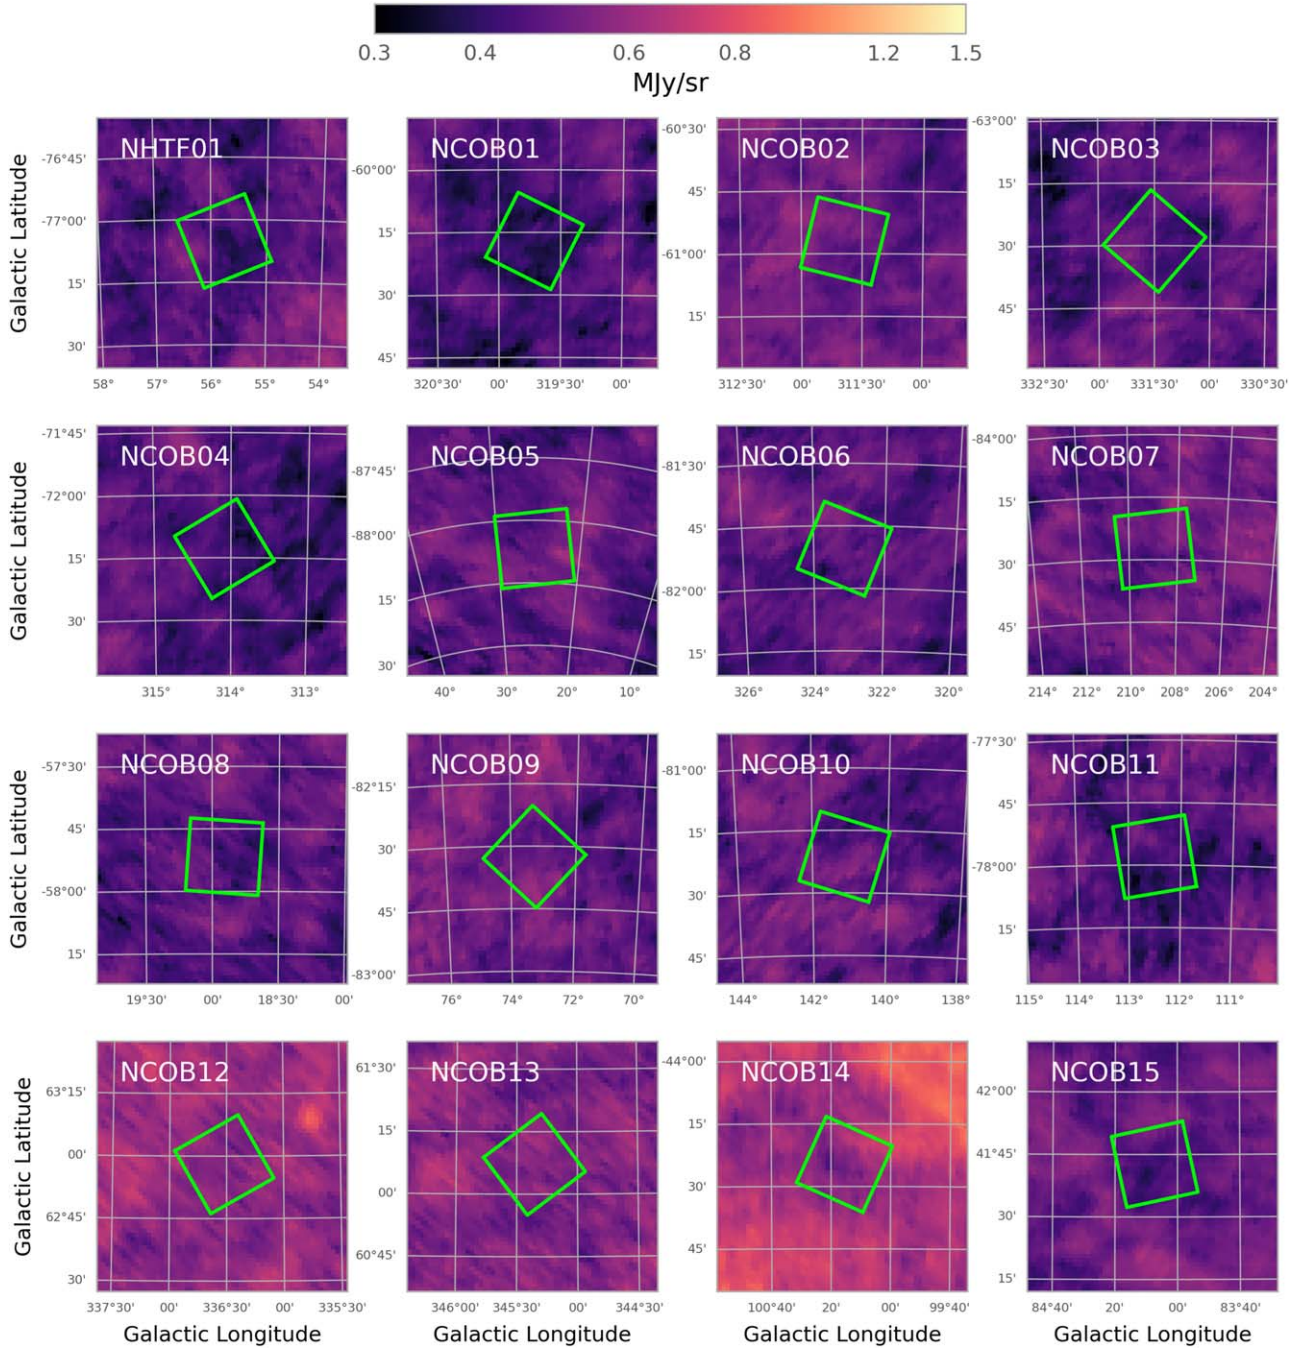 0.3 0.4 0.6 0.8 1.2 1.5
MJy/sr
NHTF01 NCOB01 NCOB02 NCOB03
Galactic Latitude
-76°45'
-77°00'
15'
30'
58° 57° 56° 55° 54°
-60°00'
15'
30'
45'
320°30' 00' 319°30' 00'
-60°30'
45'
-61°00'
15'
312°30' 00' 311°30' 00'
-63°00'
15'
30'
45'
332°30' 00' 331°30' 00' 330°30'
NCOB04 NCOB05 NCOB06 NCOB07
Galactic Latitude
-71°45'
-72°00'
15'
30'
315° 314° 313°
-87°45'
-88°00'
15'
30'
40° 30° 20° 10°
-81°30'
45'
-82°00'
15'
326° 324° 322° 320°
-84°00'
15'
30'
45'
214° 212° 210° 208° 206° 204°
NCOB08 NCOB09 NCOB10 NCOB11
Galactic Latitude
-57°30'
45'
-58°00'
15'
19°30' 00' 18°30' 00'
-82°15'
30'
45'
-83°00'
76° 74° 72° 70°
-81°00'
15'
30'
45'
144° 142° 140° 138°
-77°30'
45'
-78°00'
15'
115° 114° 113° 112° 111°
NCOB12 NCOB13 NCOB14 NCOB15
Galactic Latitude
63°15'
00'
62°45'
30'
337°30' 00' 336°30' 00' 335°30'
61°30'
15'
00'
60°45'
346°00' 345°30' 00' 344°30'
-44°00'
15'
30'
45'
100°40' 20' 00' 99°40'
42°00'
41°45'
30'
15'
84°40' 20' 00' 83°40'
Galactic Longitude Galactic Longitude Galactic Longitude Galactic Longitude